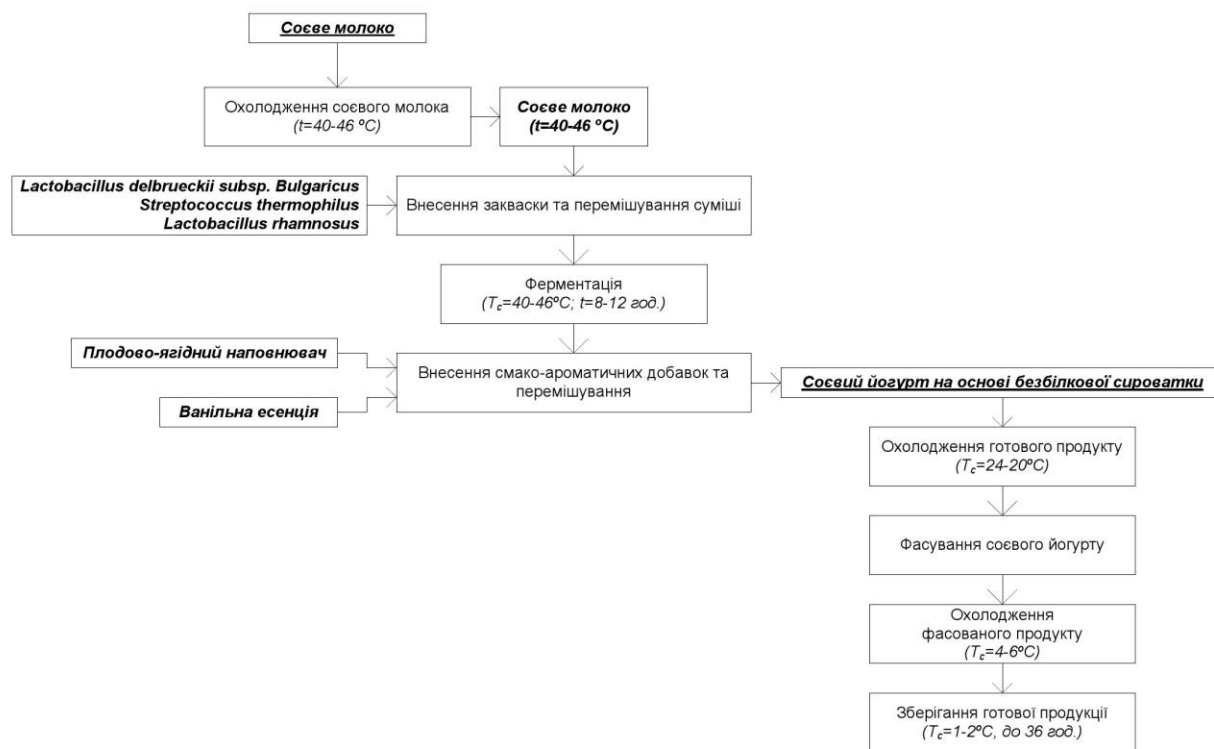 Соєве молоко
Охолодження соєвого молока
(t=40-46 ºC)
Соєве молоко
(t=40-46 ºC)
Lactobacillus delbrueckii subsp. Bulgaricus
Streptococcus thermophilus
Lactobacillus rhamnosus
Внесення закваски та перемішування суміші
Ферментація
(Tc=40-46ºC; t=8-12 год.)
Плодово-ягідний наповнювач
Ванільна есенція
Внесення смако-ароматичних добавок та
перемішування
Соєвий йогурт на основі безбілкової сироватки
Охолодження готового продукту
(Tc=24-20ºC)
Фасування соєвого йогурту
Охолодження
фасованого продукту
(Tc=4-6ºC)
Зберігання готової продукції
(Tc=1-2ºC, до 36 год.)